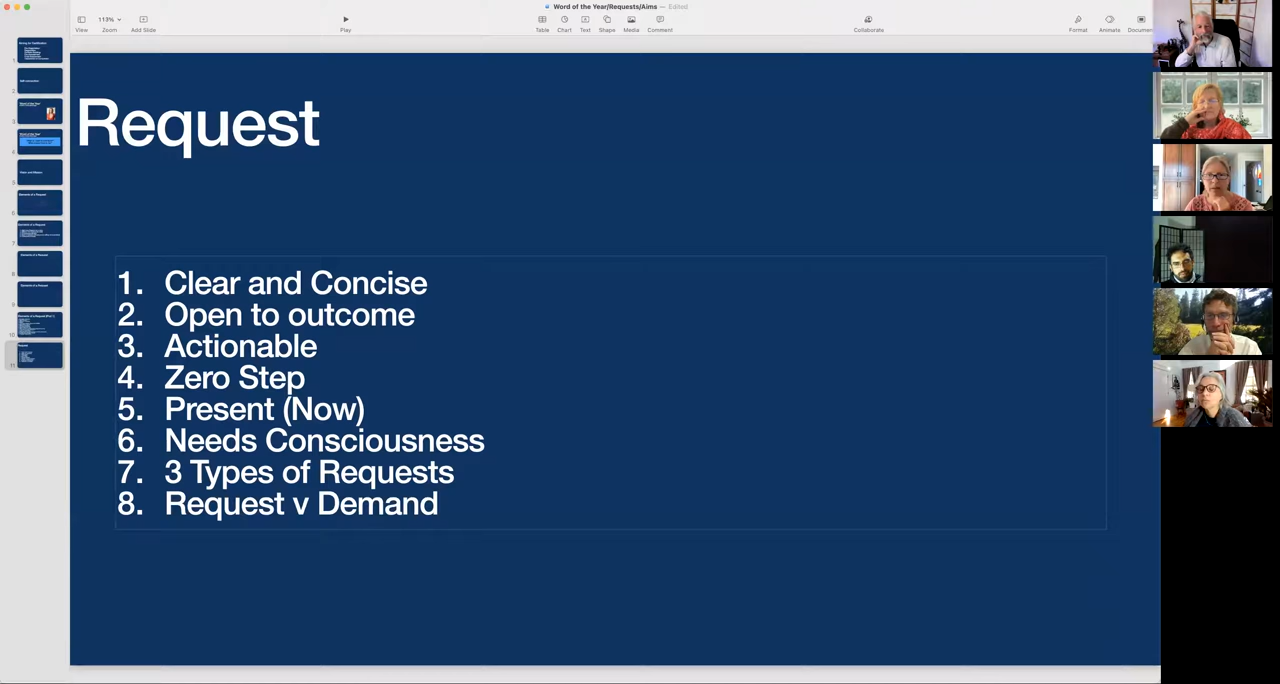 Word of the Year/Requests/Aims — Edited
113%
View
Zoom
Add Slide
Play
Table
Chart
Text
Shape
Media
Comment
Collaborate
Format
Animate
Documen
Request
1. Clear and Concise
2. Open to outcome
3. Actionable
4. Zero Step
5. Present (Now)
6. Needs Consciousness
7. 3 Types of Requests
8. Request v Demand